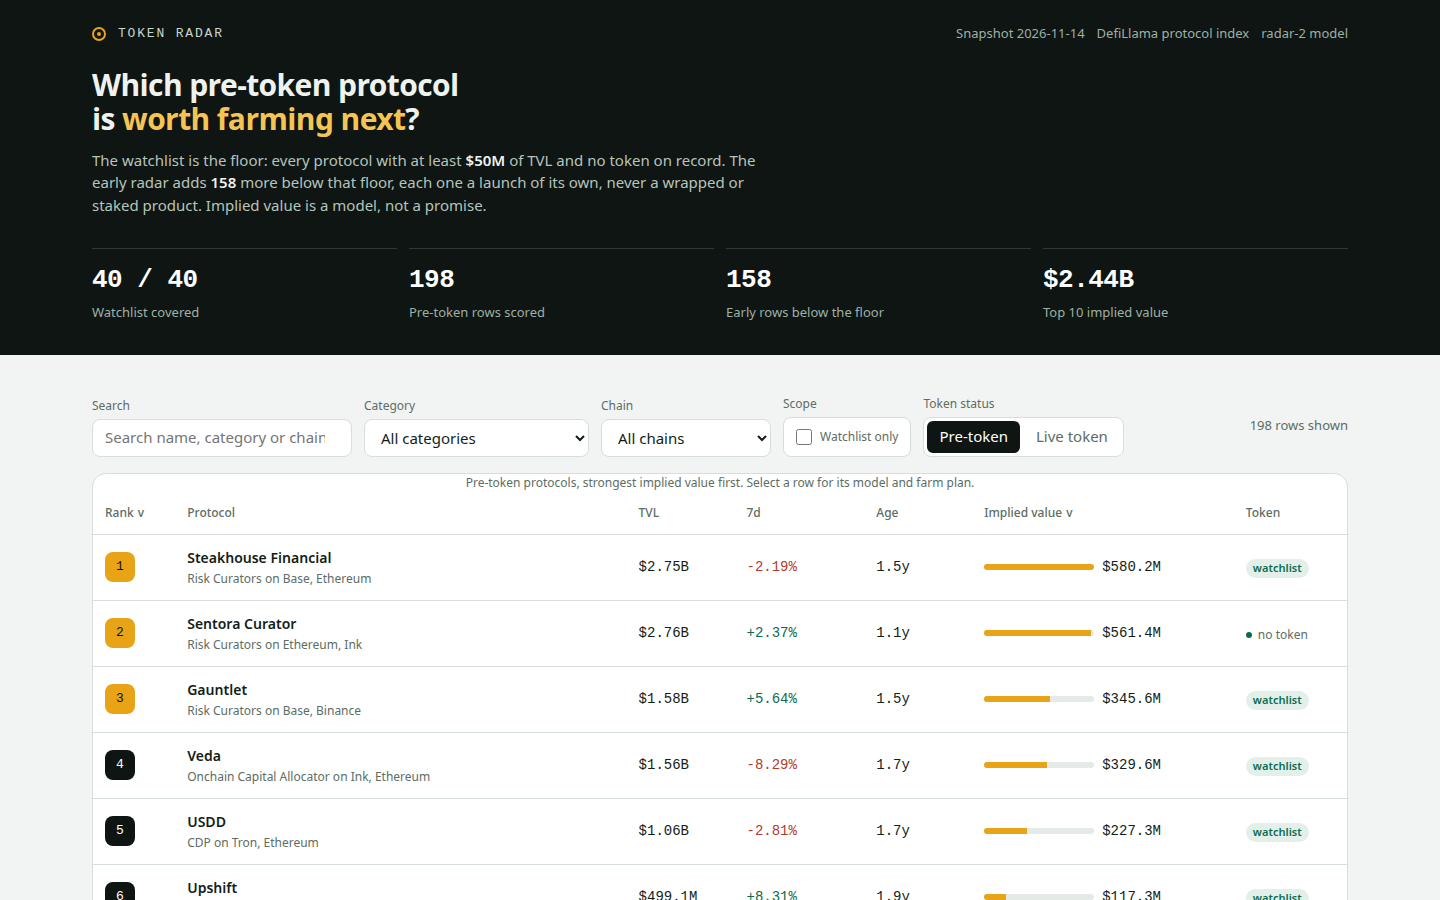 TOKEN RADAR
Snapshot 2026-11-14 DefiLlama protocol index radar-2 model
Which pre-token protocol
is worth farming next?
The watchlist is the floor: every protocol with at least $50M of TVL and no token on record. The
early radar adds 158 more below that floor, each one a launch of its own, never a wrapped or
staked product. Implied value is a model, not a promise.
40 / 40
Watchlist covered
198
Pre-token rows scored
158
Early rows below the floor
$2.44B
Top 10 implied value
Search
Search name, category or chain
Category
All categories
Chain
All chains
Scope
Watchlist only
Token status
Pre-token Live token
198 rows shown
Pre-token protocols, strongest implied value first. Select a row for its model and farm plan.
Rank v Protocol TVL 7d Age Implied value v Token
1 Steakhouse Financial $2.75B -2.19% 1.5y $580.2M watchlist
Risk Curators on Base, Ethereum
2 Sentora Curator $2.76B +2.37% 1.1y $561.4M no token
Risk Curators on Ethereum, Ink
3 Gauntlet $1.58B +5.64% 1.5y $345.6M watchlist
Risk Curators on Base, Binance
4 Veda $1.56B -8.29% 1.7y $329.6M watchlist
Onchain Capital Allocator on Ink, Ethereum
5 USDD $1.06B -2.81% 1.7y $227.3M watchlist
CDP on Tron, Ethereum
6 Upshift $499.1M +8.31% 1.9y $117.3M watchlist